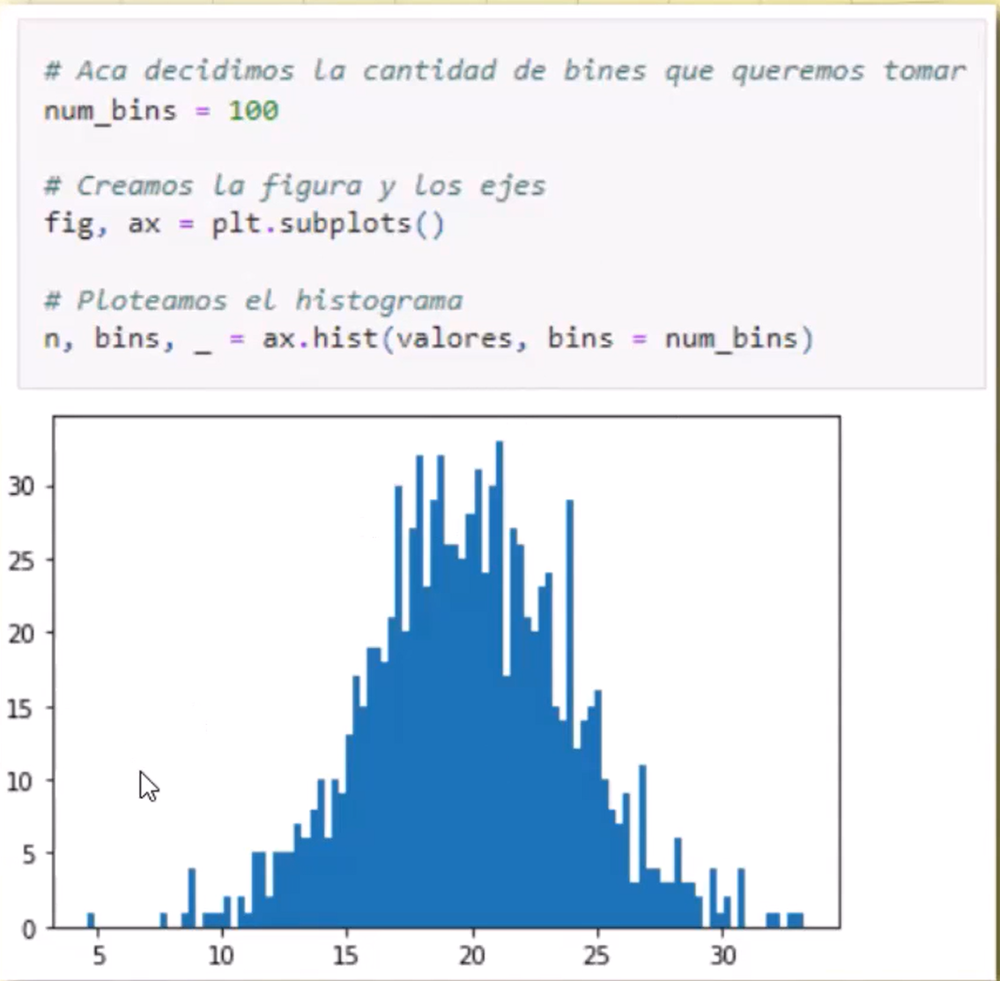 # Aca decidimos la cantidad de bines que queremos tomar
num_bins = 100
# Creamos la figura y los ejes
fig, ax = plt.subplots()
# Ploteamos el histograma
n, bins, _ = ax.hist(valores, bins = num_bins)
30
25
20
15
10
5
0
5 10 15 20 25 30